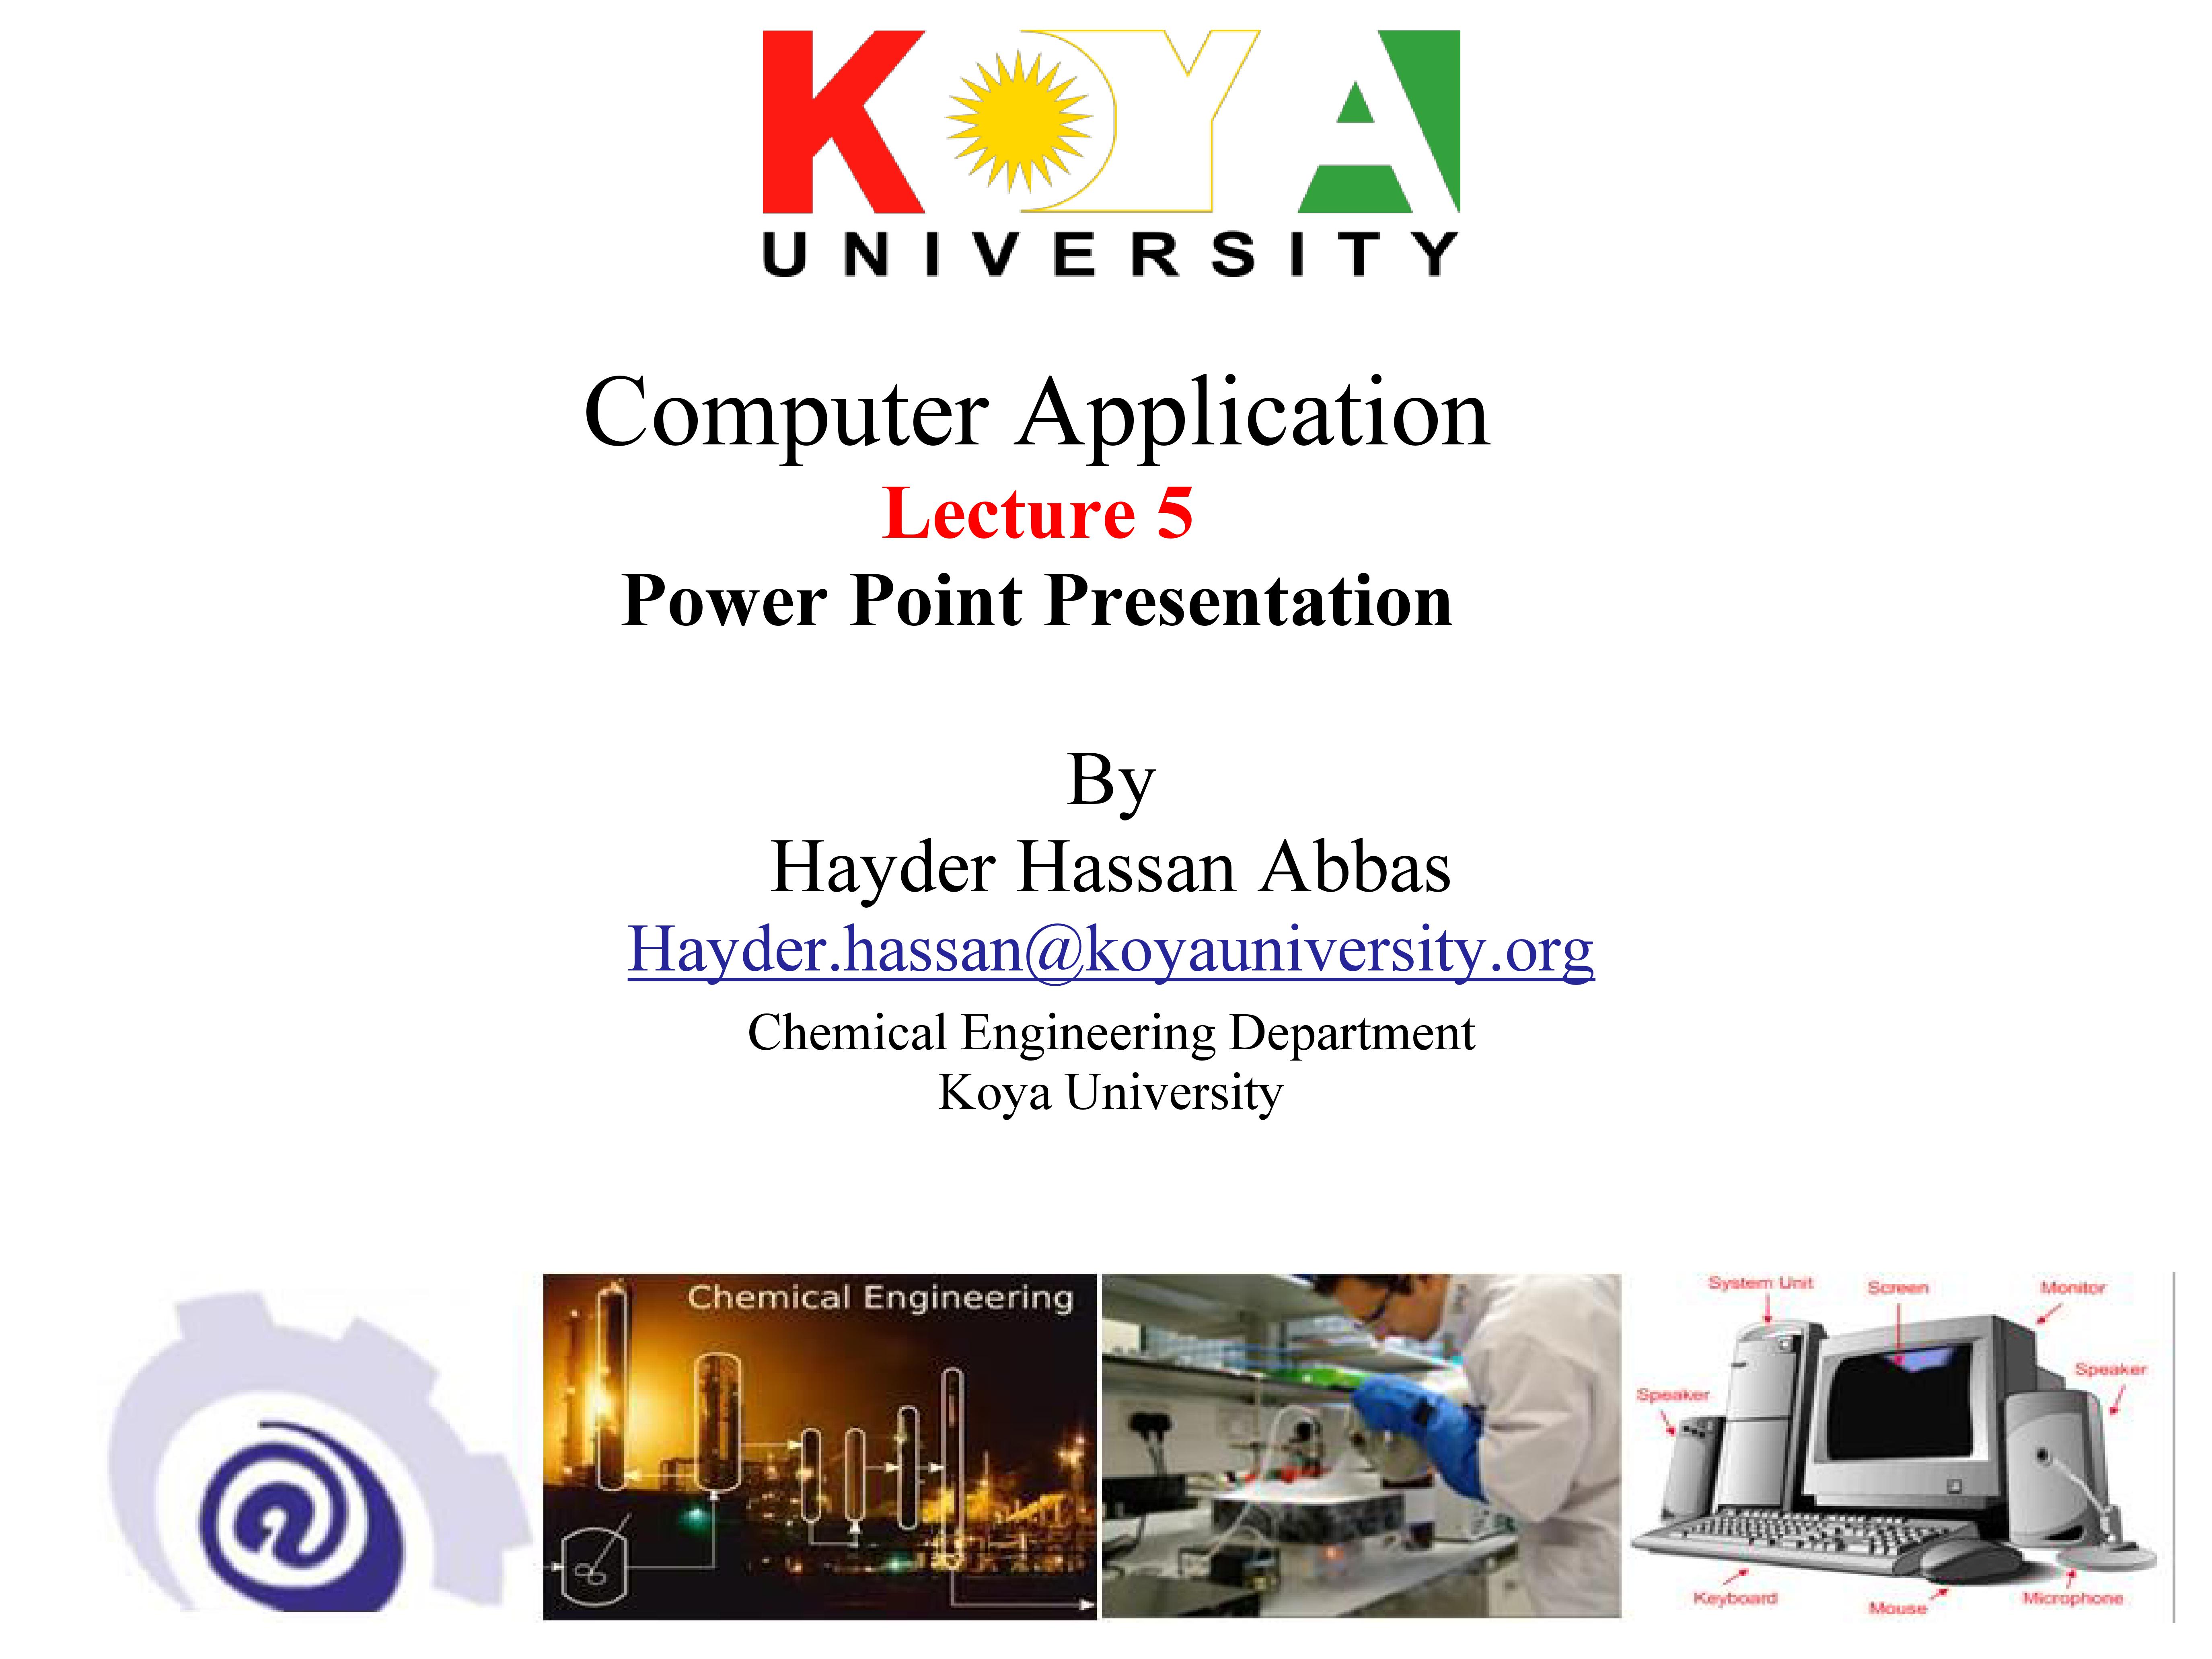 KOYA
UNIVERSITY
Computer Application
Lecture 5
Power Point Presentation
By
Hayder Hassan Abbas
Hayder.hassan@koyauniversity.org
Chemical Engineering Department
Koya University
Chemical Engineering
System Unit
Screen
Monitor
Speaker
Speaker
Keyboard
Mouse
Microphone